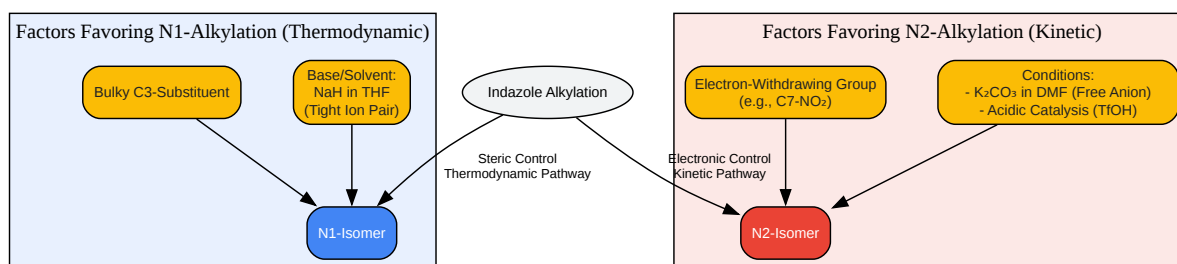 Factors Favoring N1-Alkylation (Thermodynamic)
Bulky C3-Substituent
Base/Solvent:
NaH in THF
(Tight Ion Pair)
N1-Isomer
Indazole Alkylation
Steric Control
Thermodynamic Pathway
Electronic Control
Kinetic Pathway
Factors Favoring N2-Alkylation (Kinetic)
Electron-Withdrawing Group
(e.g., C7-NO₂)
Conditions:
- K₂CO₃ in DMF (Free Anion)
- Acidic Catalysis (TfOH)
N2-Isomer